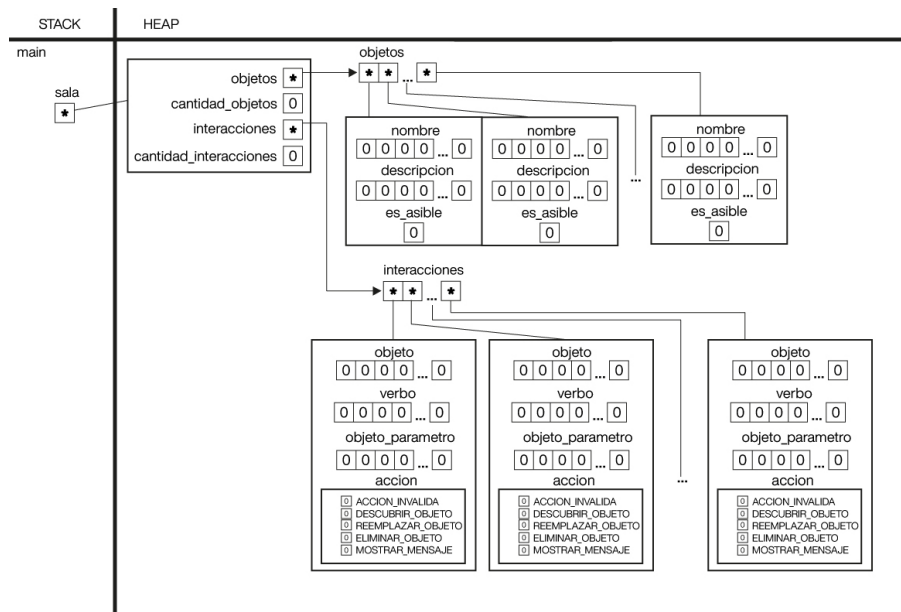 STACK
HEAP
main
sala
*
objetos *
cantidad_objetos 0
interacciones *
cantidad_interacciones 0
objetos
* * ... *
nombre
0 0 0 0 ... 0
descripcion
0 0 0 0 ... 0
es_asible
0
nombre
0 0 0 0 ... 0
descripcion
0 0 0 0 ... 0
es_asible
0
...
nombre
0 0 0 0 ... 0
descripcion
0 0 0 0 ... 0
es_asible
0
interacciones
* * ... *
objeto
0 0 0 0 ... 0
verbo
0 0 0 0 ... 0
objeto_parametro
0 0 0 0 ... 0
accion
0 ACCION_INVALIDA
0 DESCUBRIR_OBJETO
0 REEMPLAZAR_OBJETO
0 ELIMINAR_OBJETO
0 MOSTRAR_MENSAJE
objeto
0 0 0 0 ... 0
verbo
0 0 0 0 ... 0
objeto_parametro
0 0 0 0 ... 0
accion
0 ACCION_INVALIDA
0 DESCUBRIR_OBJETO
0 REEMPLAZAR_OBJETO
0 ELIMINAR_OBJETO
0 MOSTRAR_MENSAJE
...
objeto
0 0 0 0 ... 0
verbo
0 0 0 0 ... 0
objeto_parametro
0 0 0 0 ... 0
accion
0 ACCION_INVALIDA
0 DESCUBRIR_OBJETO
0 REEMPLAZAR_OBJETO
0 ELIMINAR_OBJETO
0 MOSTRAR_MENSAJE